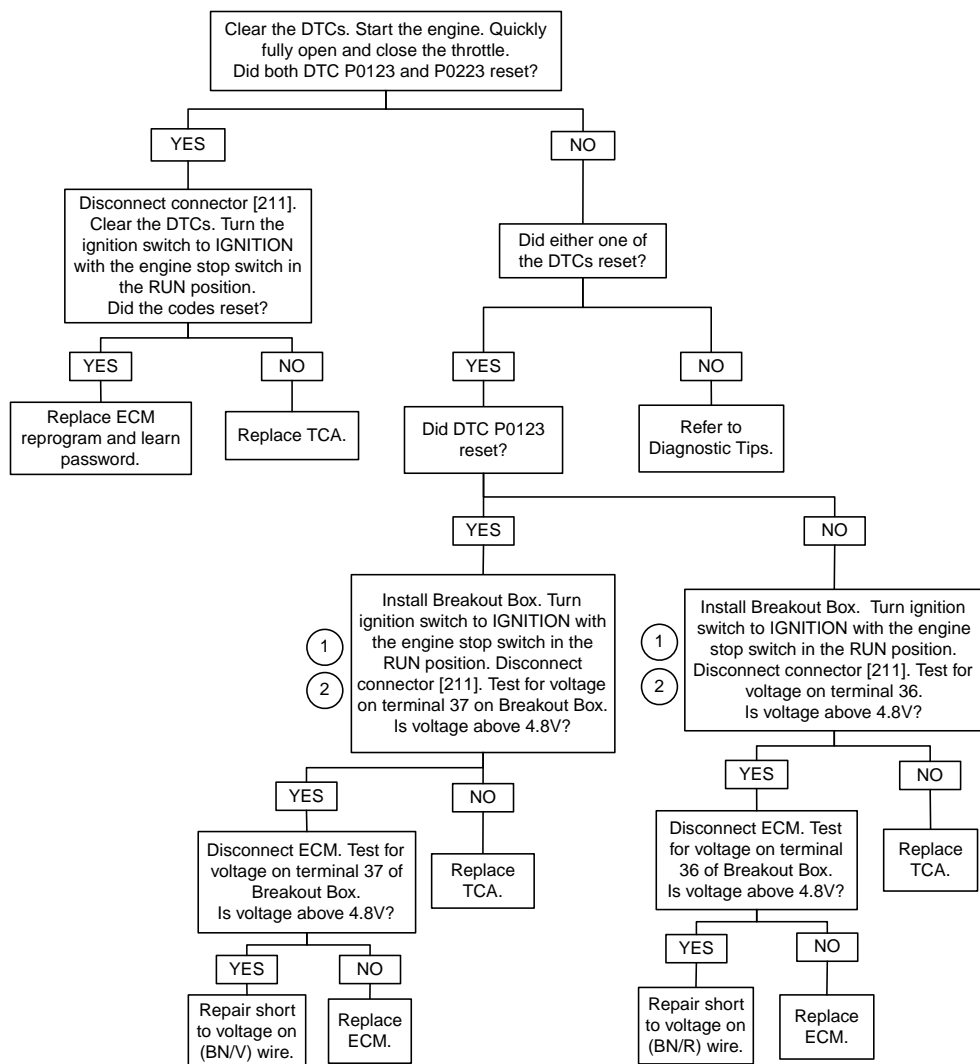 Clear the DTCs. Start the engine. Quickly
fully open and close the throttle.
Did both DTC P0123 and P0223 reset?
YES
NO
Disconnect connector [211].
Clear the DTCs. Turn the
ignition switch to IGNITION
with the engine stop switch in
the RUN position.
Did the codes reset?
Did either one of
the DTCs reset?
YES
NO
YES
NO
Replace ECM
reprogram and learn
password.
Replace TCA.
Did DTC P0123
reset?
Refer to
Diagnostic Tips.
YES
NO
1
2
Install Breakout Box. Turn
ignition switch to IGNITION with
the engine stop switch in the
RUN position. Disconnect
connector [211]. Test for voltage
on terminal 37 on Breakout Box.
Is voltage above 4.8V?
1
2
Install Breakout Box. Turn ignition
switch to IGNITION with the engine
stop switch in the RUN position.
Disconnect connector [211]. Test for
voltage on terminal 36.
Is voltage above 4.8V?
YES
NO
YES
NO
Disconnect ECM. Test for
voltage on terminal 37 of
Breakout Box.
Is voltage above 4.8V?
Replace
TCA.
Disconnect ECM. Test
for voltage on terminal
36 of Breakout Box.
Is voltage above 4.8V?
Replace
TCA.
YES
NO
YES
NO
Repair short
to voltage on
(BN/V) wire.
Replace
ECM.
Repair short
to voltage on
(BN/R) wire.
Replace
ECM.